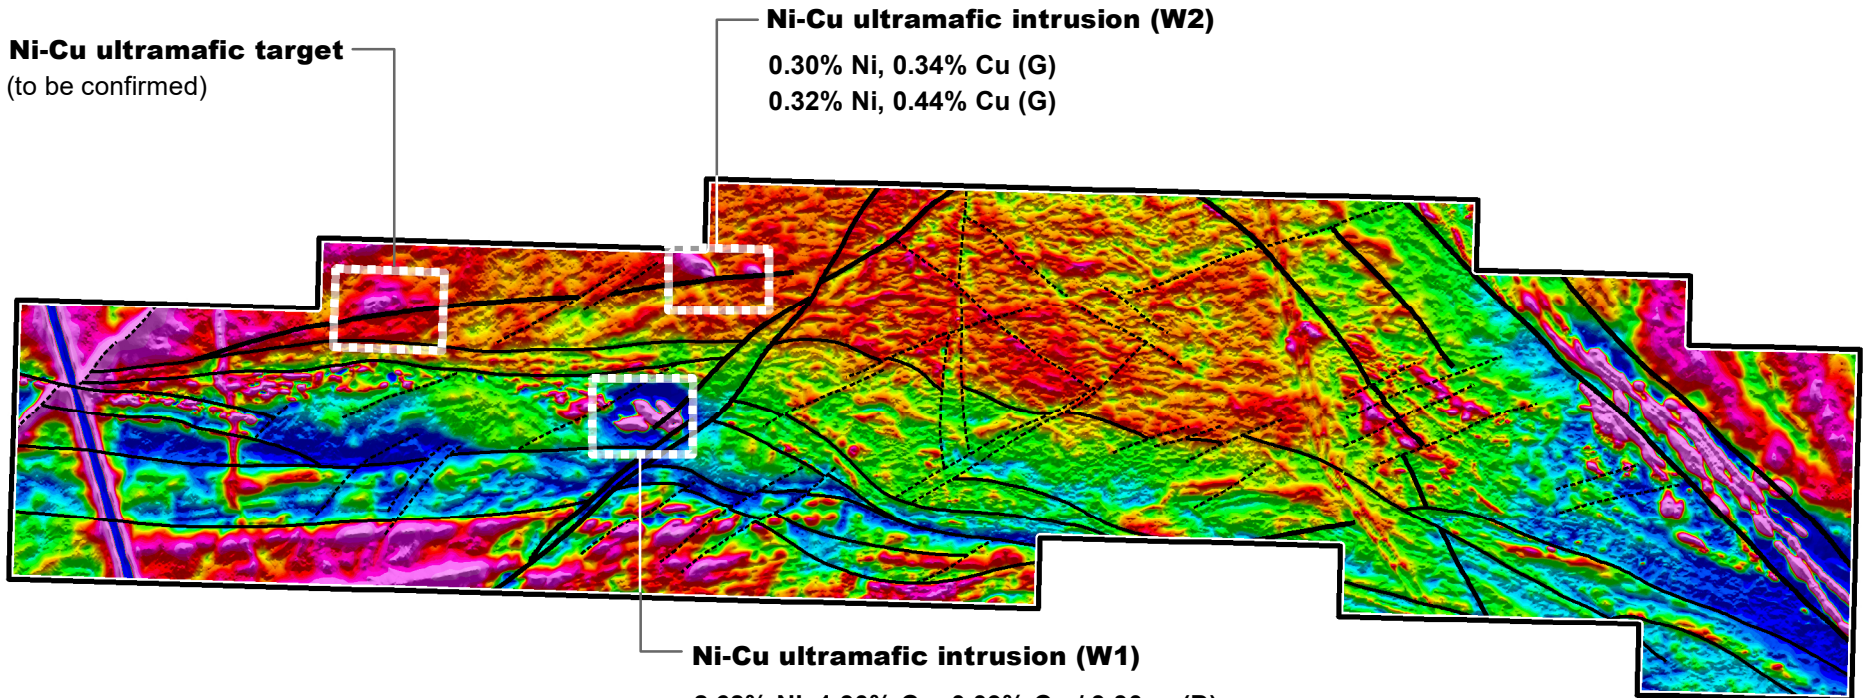 Ni-Cu ultramafic intrusion (W2)
0.30% Ni, 0.34% Cu (G)
0.32% Ni, 0.44% Cu (G)
Ni-Cu ultramafic target
(to be confirmed)
Ni-Cu ultramafic intrusion (W1)